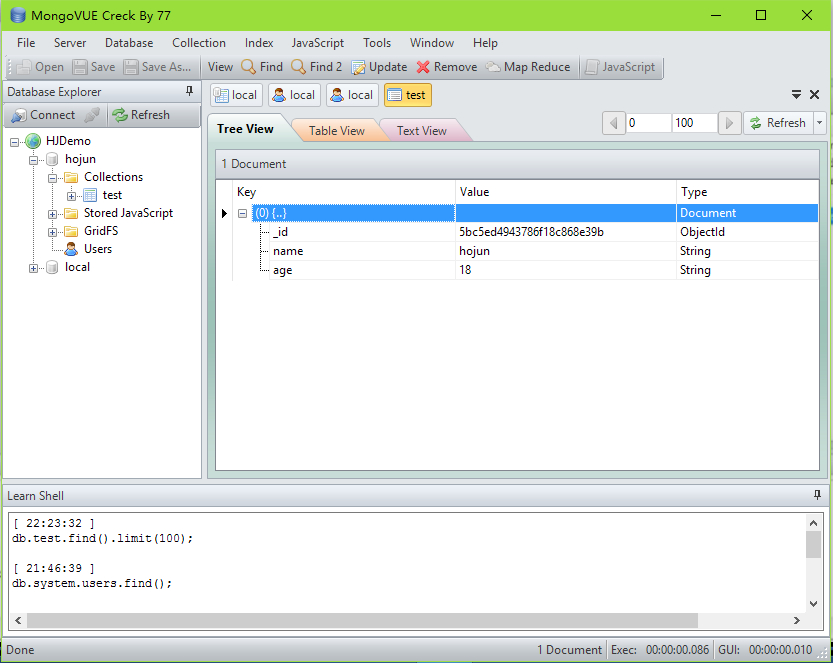 MongoVUE Creck By 77
File Server Database Collection Index JavaScript Tools Window Help
Open Save Save As... View Find Find 2 Update Remove Map Reduce JavaScript
Database Explorer
local local local test
Connect Refresh
Tree View Table View Text View 0 100 Refresh
HJDemo
hojun
Collections
test
Stored JavaScript
GridFS
Users
local
1 Document
Key Value Type
(0) {..} Document
_id 5bc5ed4943786f18c868e39b ObjectId
name hojun String
age 18 String
Learn Shell
[ 22:23:32 ]
db.test.find().limit(100);
[ 21:46:39 ]
db.system.users.find();
Done 1 Document Exec: 00:00:00.086 GUI: 00:00:00.010